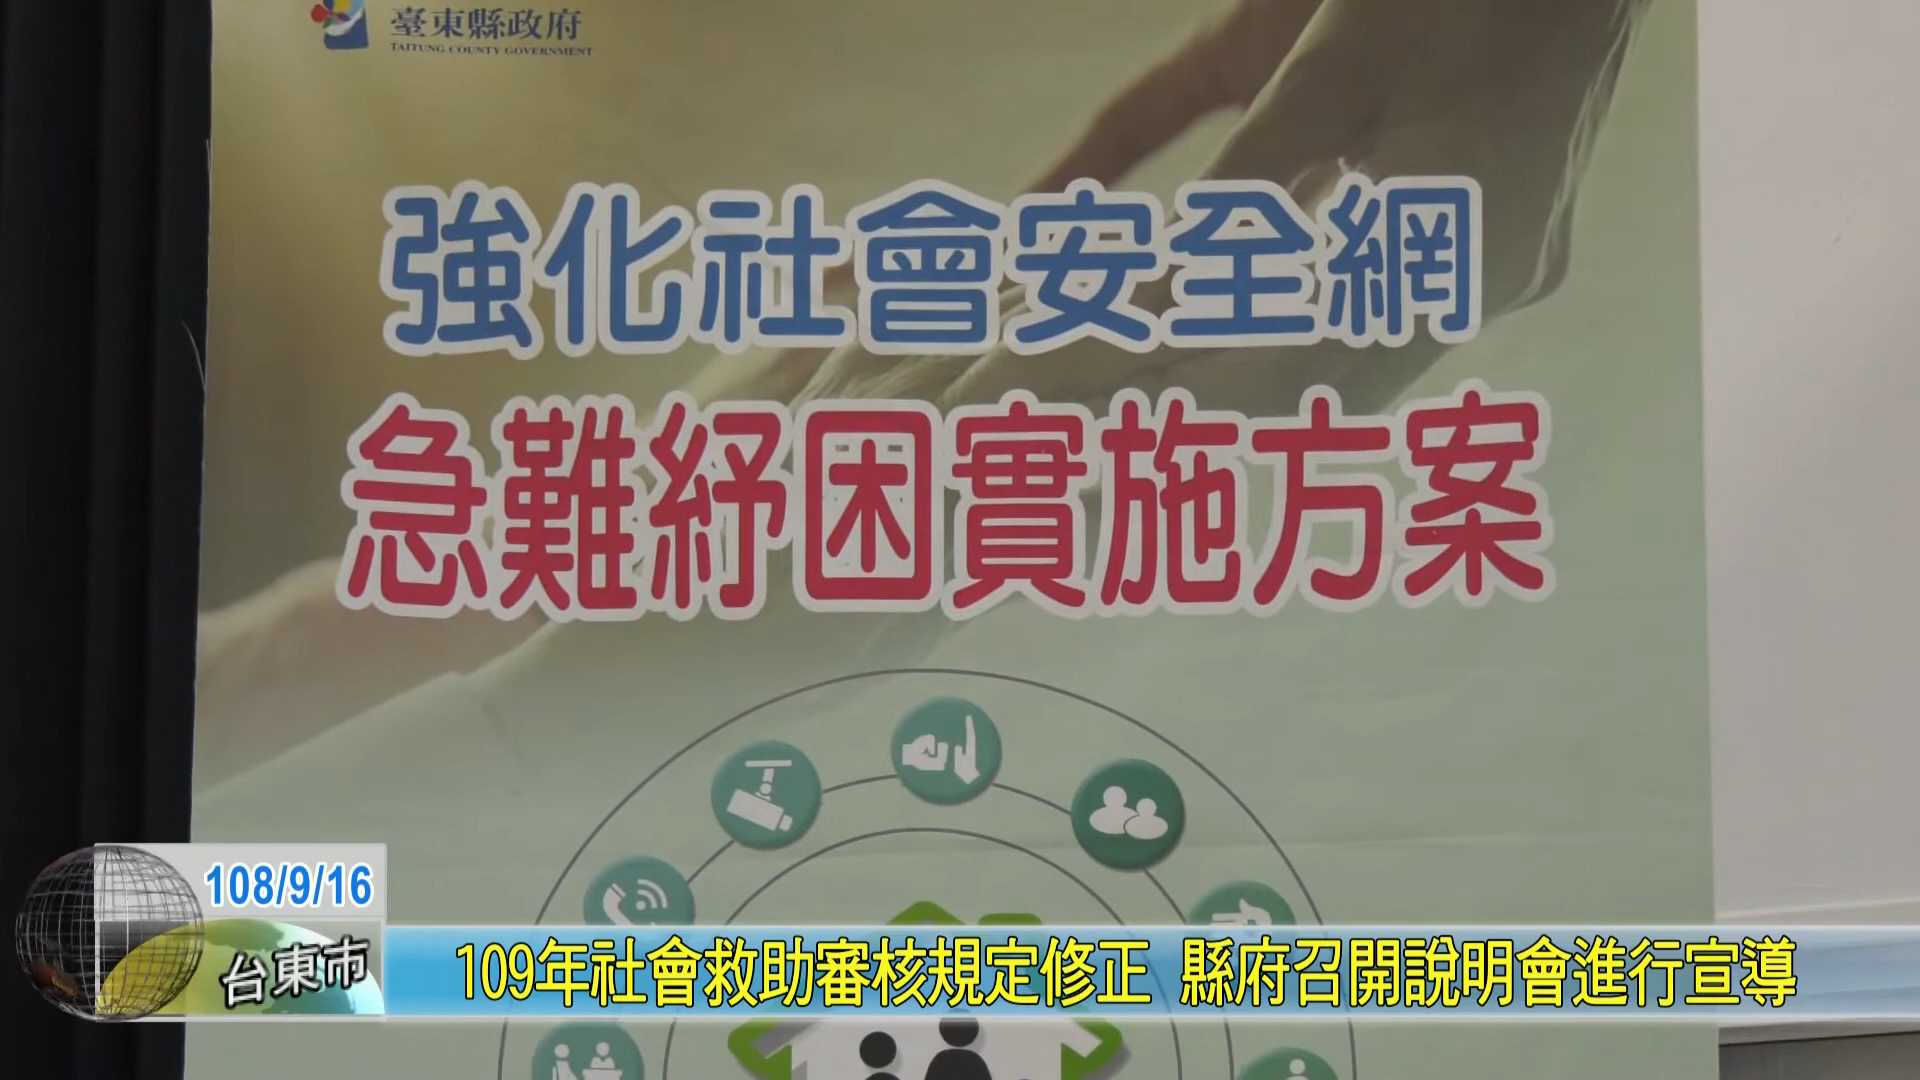 臺東縣政府
TAITUNG COUNTY GOVERNMENT
強化社會安全網
急難紓困實施方案
108/9/16
台東市
109年社會救助審核規定修正 縣府召開說明會進行宣導